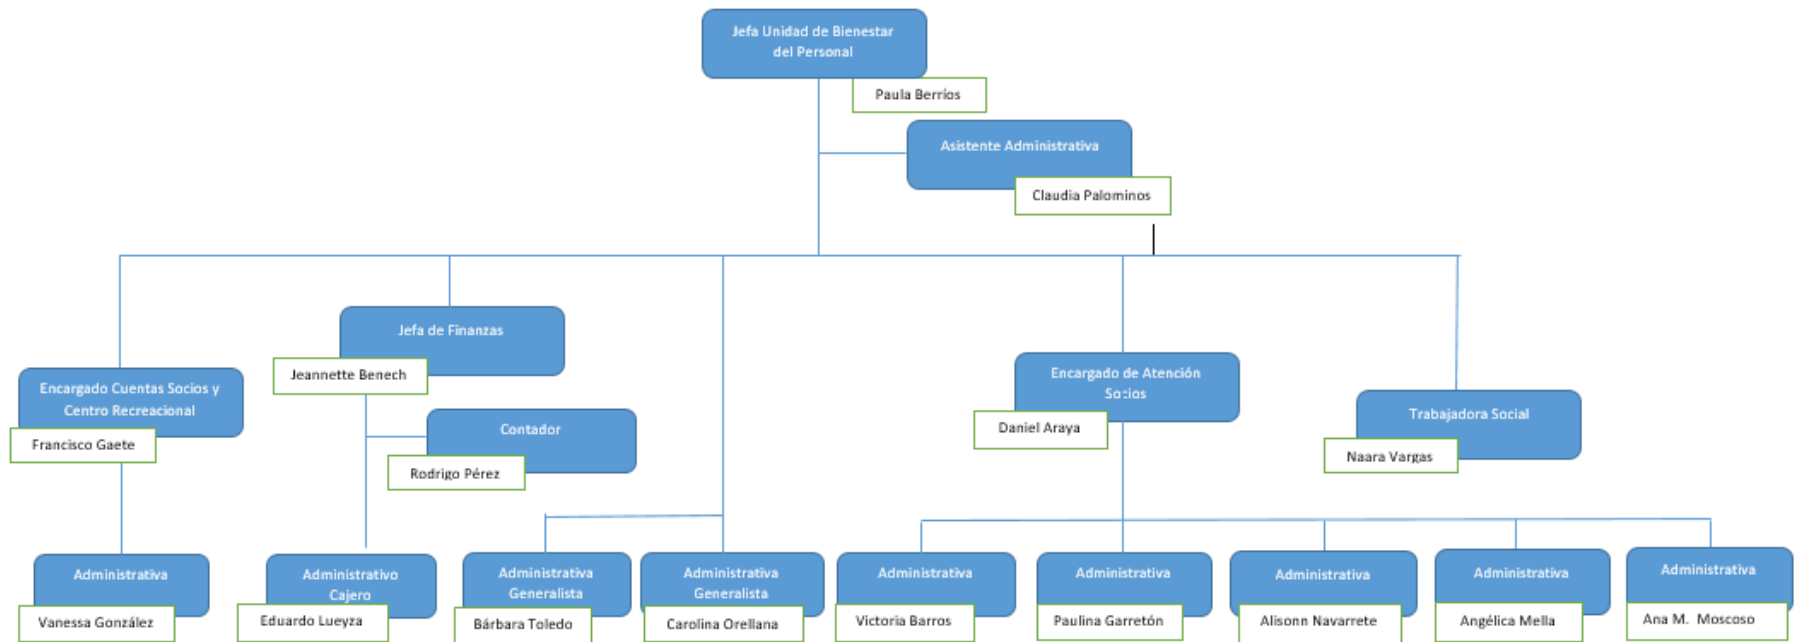 Jefa Unidad de Bienestar
del Personal
Paula Berríos
Asistente Administrativa
Claudia Palominos
Jefa de Finanzas
Jeannette Benech
Encargado Cuentas Socios y
Centro Recreacional
Francisco Gaete
Contador
Rodrigo Pérez
Encargado de Atención
Socios
Daniel Araya
Trabajadora Social
Naara Vargas
Administrativa
Vanessa González
Administrativo
Cajero
Eduardo Lueyza
Administrativa
Generalista
Bárbara Toledo
Administrativa
Generalista
Carolina Orellana
Administrativa
Victoria Barros
Administrativa
Paulina Garretón
Administrativa
Alisonn Navarrete
Administrativa
Angélica Mella
Administrativa
Ana M. Moscoso